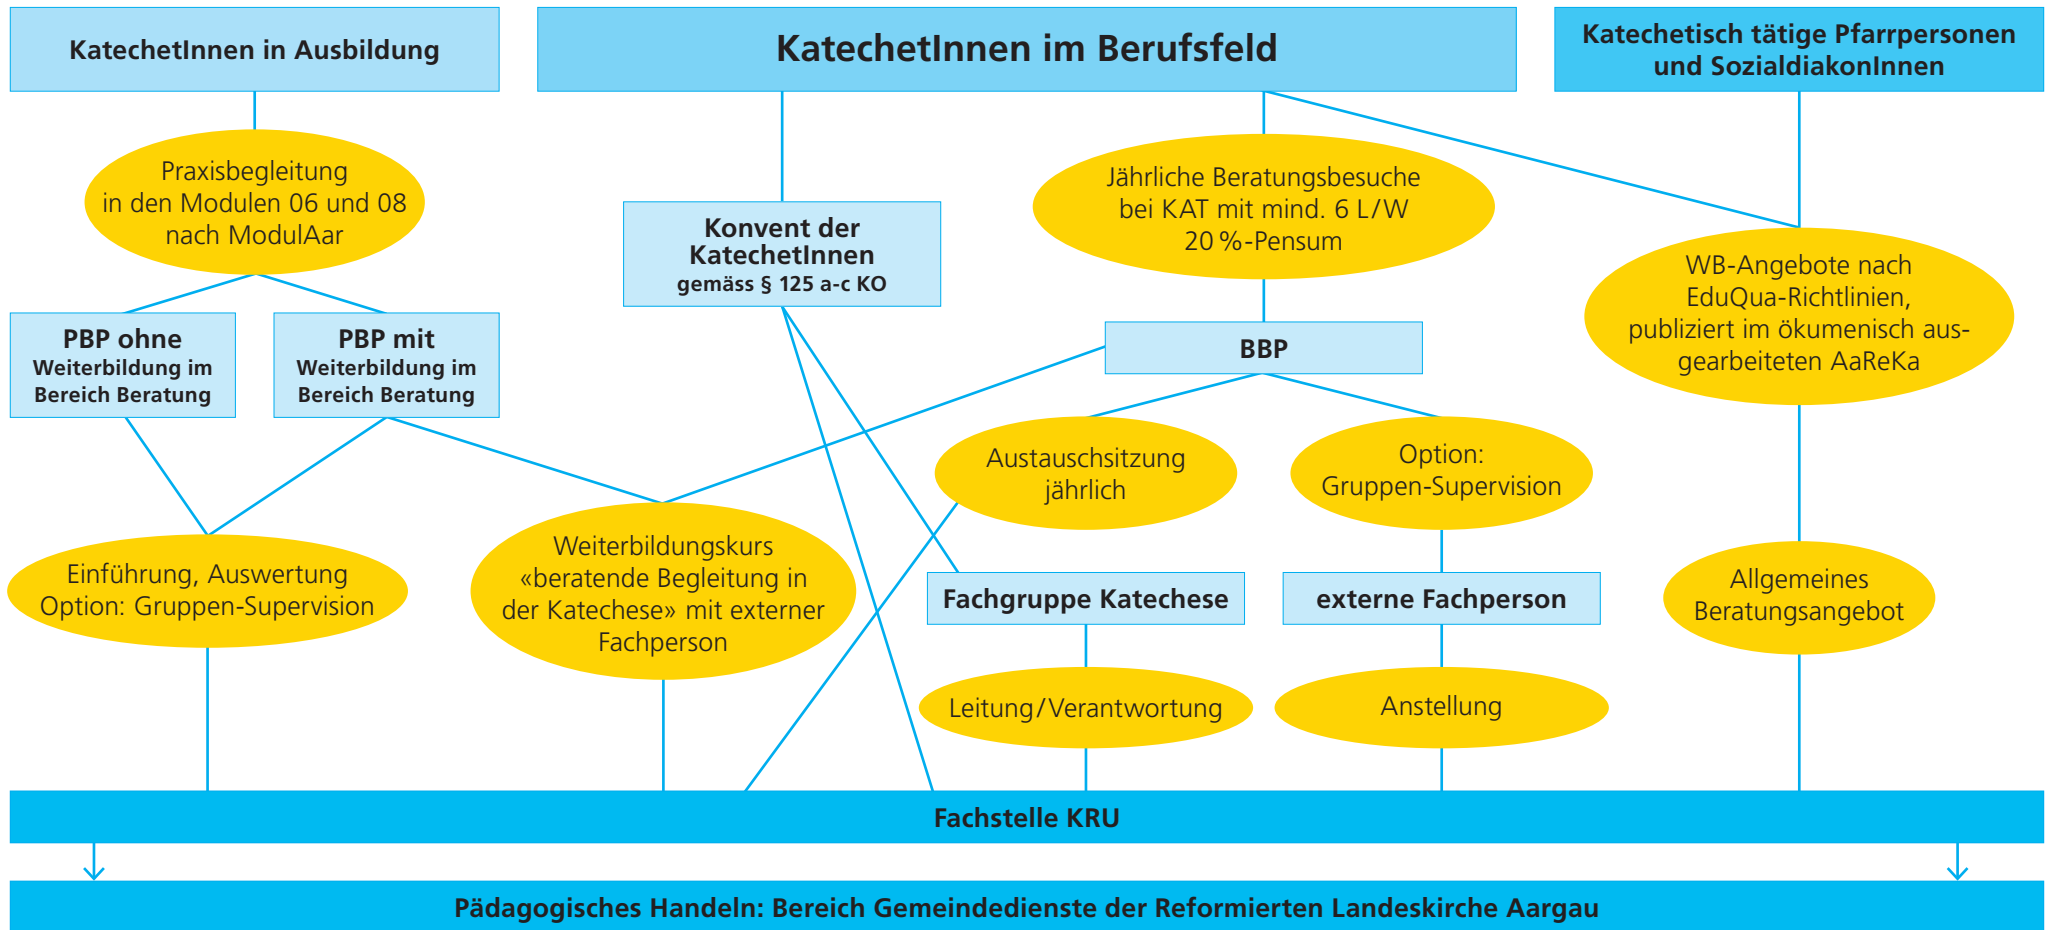 KatechetInnen in Ausbildung
KatechetInnen im Berufsfeld
Katechetisch tätige Pfarrpersonen
und SozialdiakonInnen
Praxisbegleitung
in den Modulen 06 und 08
nach ModulAar
Konvent der
KatechetInnen
gemäss § 125 a-c KO
Jährliche Beratungsbesuche
bei KAT mit mind. 6 L/W
20 %-Pensum
WB-Angebote nach
EduQua-Richtlinien,
publiziert im ökumenisch aus-
gearbeiteten AaReKa
PBP ohne
Weiterbildung im
Bereich Beratung
PBP mit
Weiterbildung im
Bereich Beratung
BBP
Austauschsitzung
jährlich
Option:
Gruppen-Supervision
Einführung, Auswertung
Option: Gruppen-Supervision
Weiterbildungskurs
«beratende Begleitung in
der Katechese» mit externer
Fachperson
Fachgruppe Katechese
externe Fachperson
Allgemeines
Beratungsangebot
Leitung/Verantwortung
Anstellung
Fachstelle KRU
Pädagogisches Handeln: Bereich Gemeindedienste der Reformierten Landeskirche Aargau